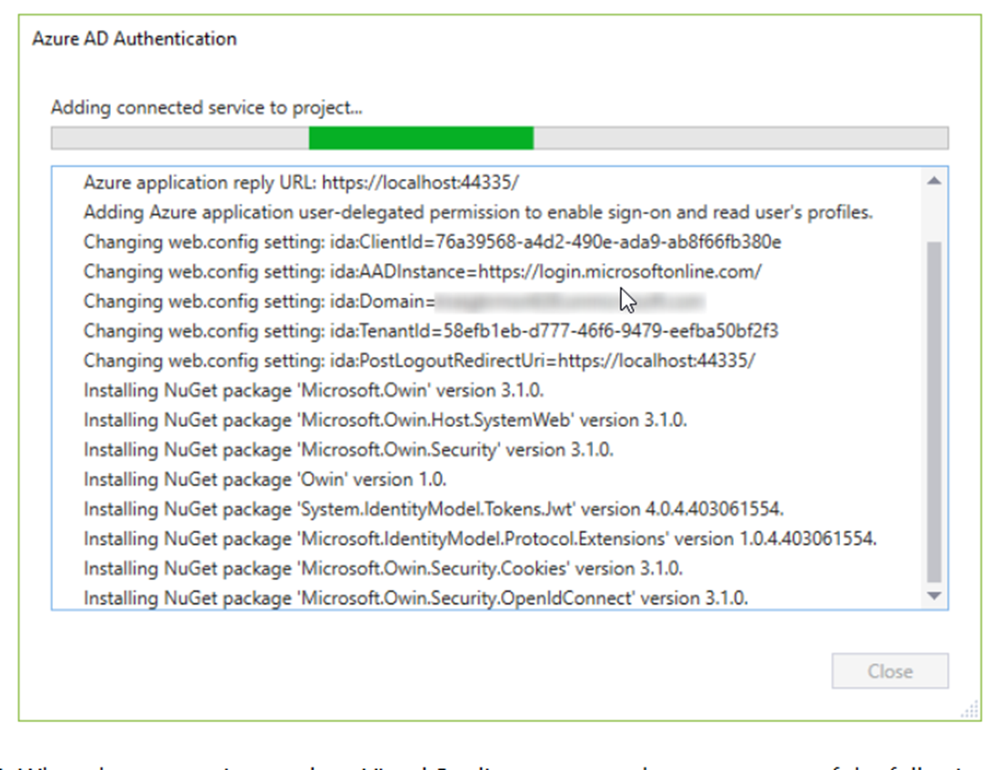 Azure AD Authentication
Adding connected service to project...
Azure application reply URL: https://localhost:44335/
Adding Azure application user-delegated permission to enable sign-on and read user's profiles.
Changing web.config setting: ida:ClientId=76a39568-a4d2-490e-ada9-ab8f66fb380e
Changing web.config setting: ida:AADInstance=https://login.microsoftonline.com/
Changing web.config setting: ida:Domain=
Changing web.config setting: ida:TenantId=58efb1eb-d777-46f6-9479-eefba50bf2f3
Changing web.config setting: ida:PostLogoutRedirectUri=https://localhost:44335/
Installing NuGet package 'Microsoft.Owin' version 3.1.0.
Installing NuGet package 'Microsoft.Owin.Host.SystemWeb' version 3.1.0.
Installing NuGet package 'Microsoft.Owin.Security' version 3.1.0.
Installing NuGet package 'Owin' version 1.0.
Installing NuGet package 'System.IdentityModel.Tokens.Jwt' version 4.0.4.403061554.
Installing NuGet package 'Microsoft.IdentityModel.Protocol.Extensions' version 1.0.4.403061554.
Installing NuGet package 'Microsoft.Owin.Security.Cookies' version 3.1.0.
Installing NuGet package 'Microsoft.Owin.Security.OpenIdConnect' version 3.1.0.
Close